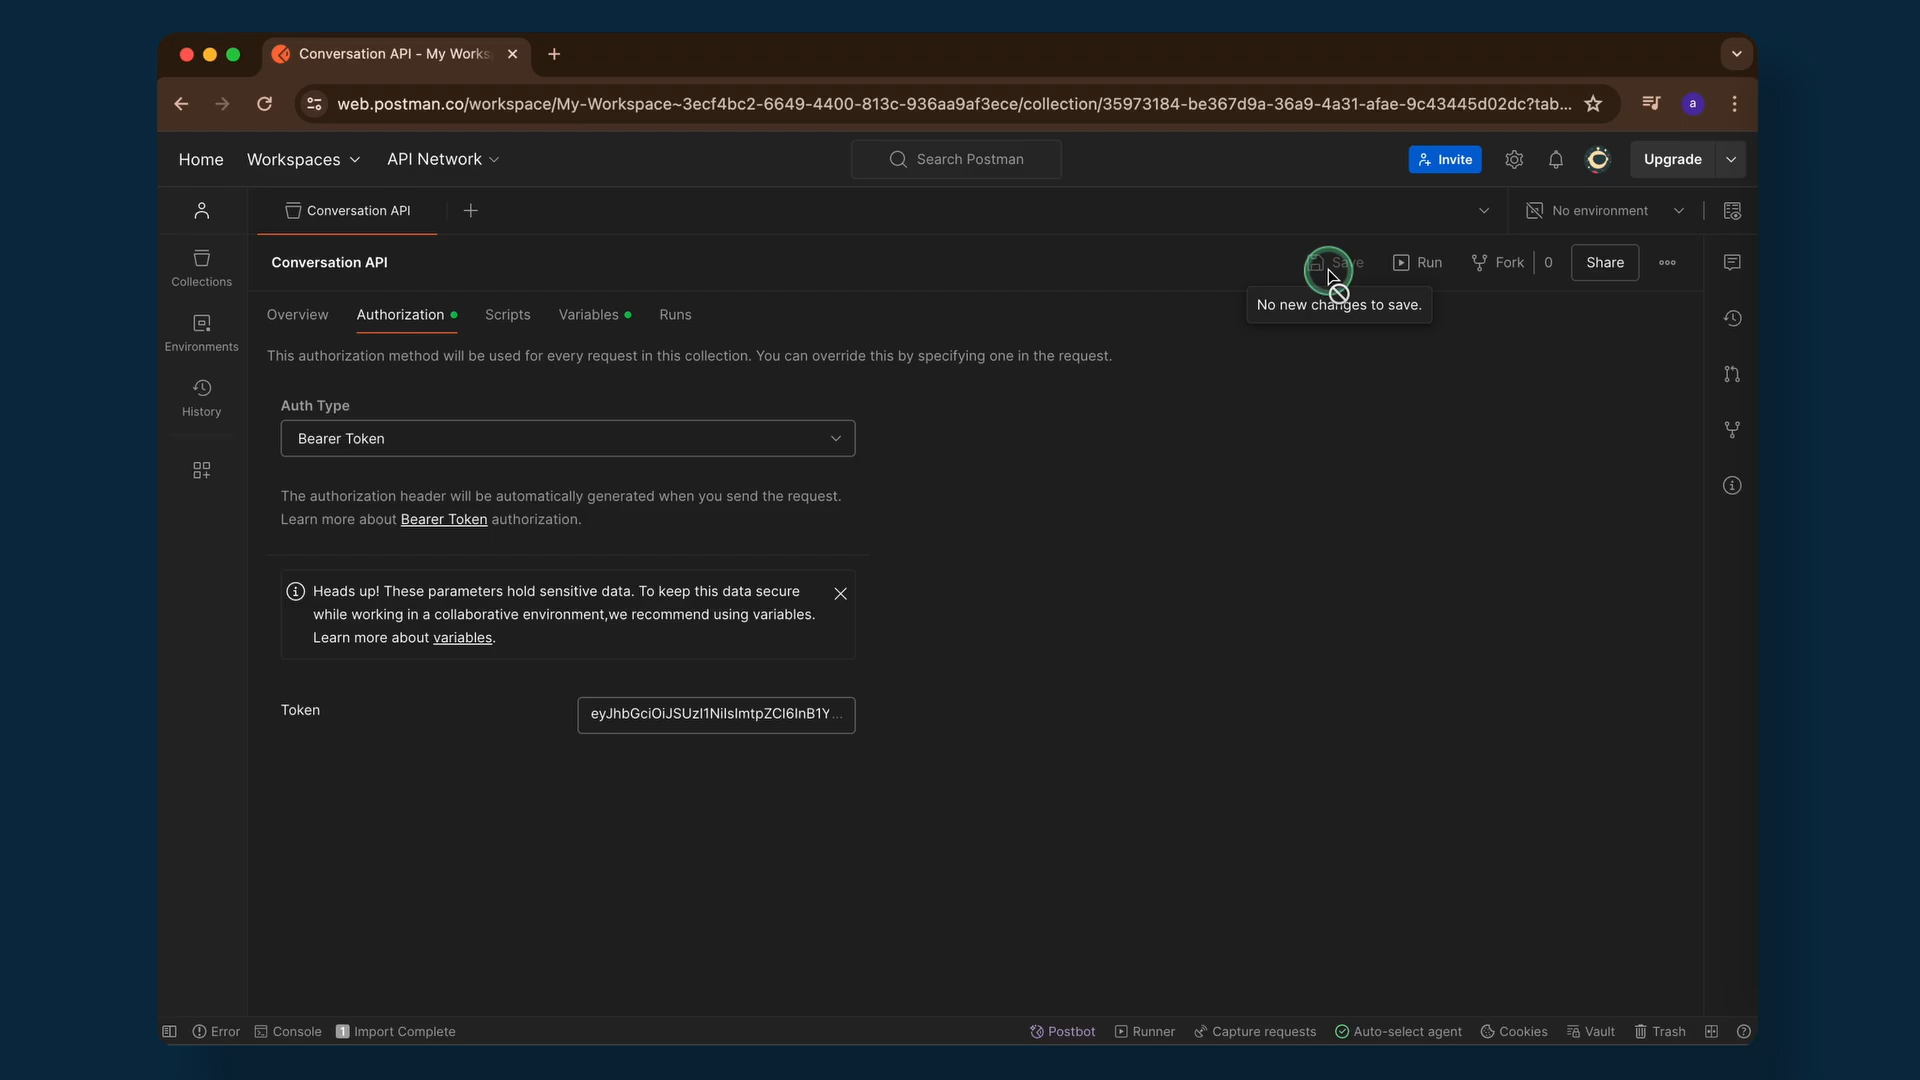 Conversation API - My Works
web.postman.co/workspace/My-Workspace~3ecf4bc2-6649-4400-813c-936aa9af3ece/collection/35973184-be367d9a-36a9-4a31-afae-9c43445d02dc?tab...
a
Home Workspaces API Network Search Postman Invite Upgrade
Conversation API No environment
Conversation API Save Run Fork 0 Share
No new changes to save.
Collections
Environments
History
Overview Authorization Scripts Variables Runs
This authorization method will be used for every request in this collection. You can override this by specifying one in the request.
Auth Type
Bearer Token
The authorization header will be automatically generated when you send the request.
Learn more about Bearer Token authorization.
Heads up! These parameters hold sensitive data. To keep this data secure
while working in a collaborative environment,we recommend using variables.
Learn more about variables.
Token eyJhbGciOiJSUzI1NiIsImtpZCI6InB1Y...
Error Console 1 Import Complete Postbot Runner Capture requests Auto-select agent Cookies Vault Trash